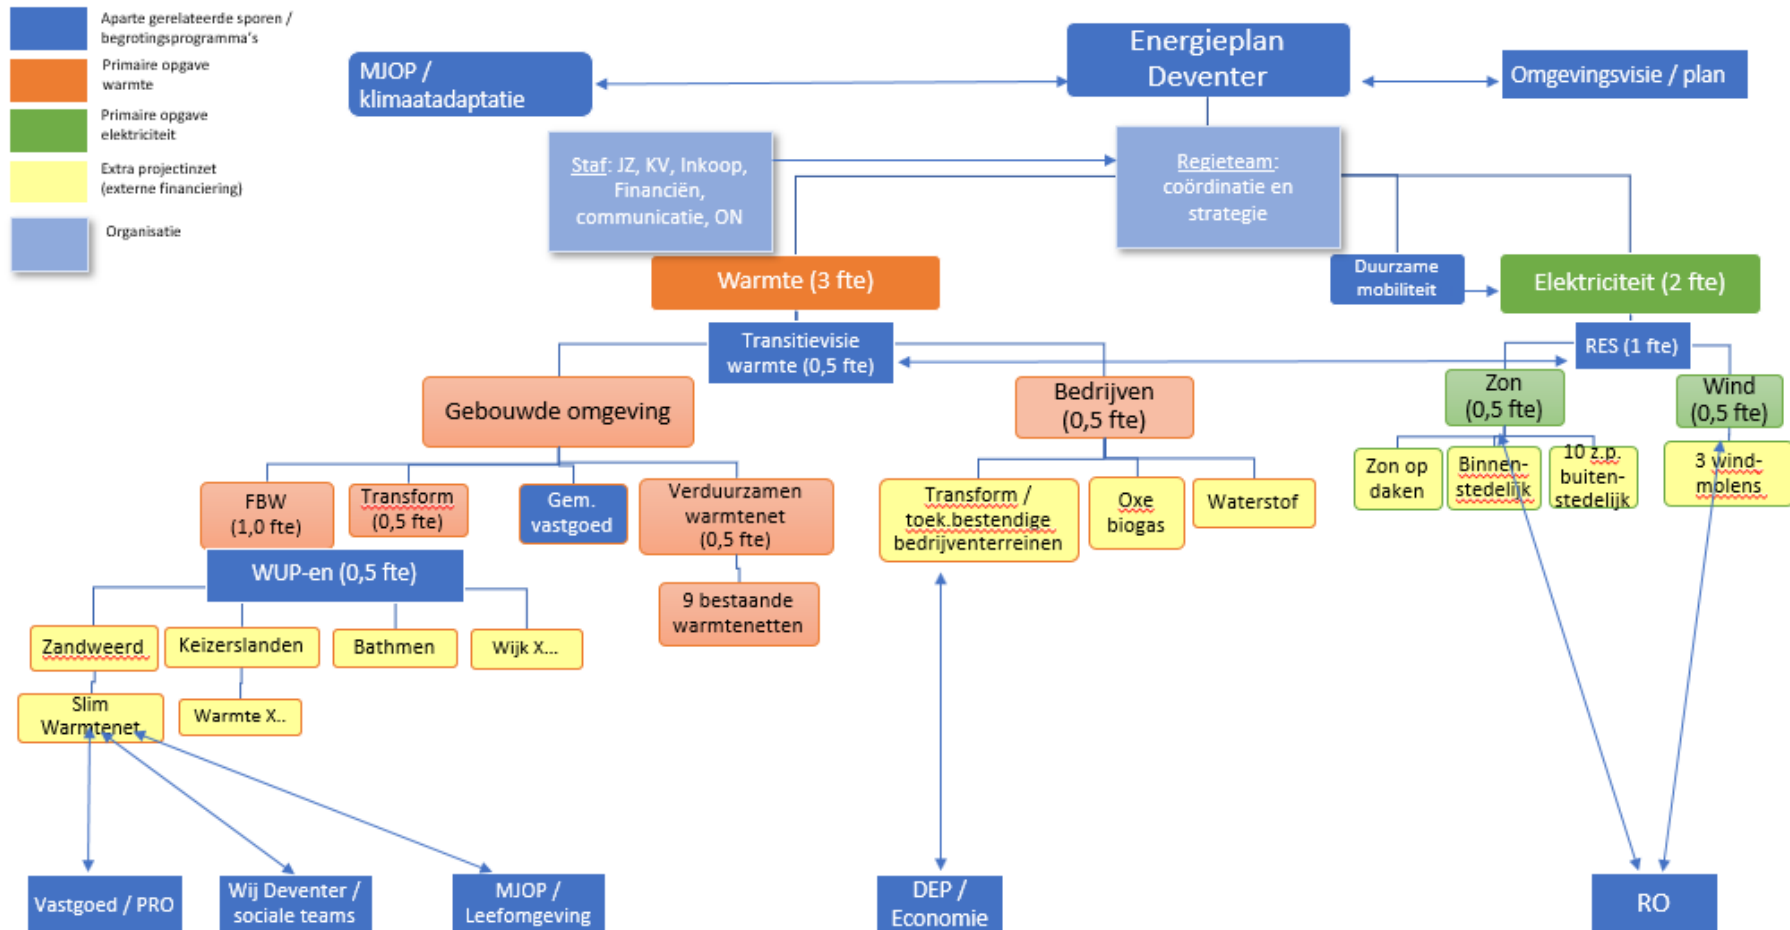 Aparte gerelateerde sporen /
begrotingsprogramma's
Primaire opgave
warmte
Primaire opgave
elektriciteit
Extra projectinzet
(externe financiering)
Organisatie
MJOP /
klimaatadaptatie
Energieplan
Deventer
Omgevingsvisie / plan
Staf: JZ, KV, Inkoop,
Financiën,
communicatie, ON
Regieteam:
coördinatie en
strategie
Warmte (3 fte)
Duurzame
mobiliteit
Elektriciteit (2 fte)
Transitievisie
warmte (0,5 fte)
RES (1 fte)
Gebouwde omgeving
Bedrijven
(0,5 fte)
Zon
(0,5 fte)
Wind
(0,5 fte)
FBW
(1,0 fte)
Transform
(0,5 fte)
Gem.
vastgoed
Verduurzamen
warmtenet
(0,5 fte)
Transform /
toek.bestendige
bedrijventerreinen
Oxe
biogas
Waterstof
Zon op
daken
Binnen-
stedelijk
10 z.p.
buiten-
stedelijk
3 wind-
molens
WUP-en (0,5 fte)
9 bestaande
warmtenetten
Zandweerd
Keizerslanden
Bathmen
Wijk X...
Slim
Warmtenet
Warmte X..
Vastgoed / PRO
Wij Deventer /
sociale teams
MJOP /
Leefomgeving
DEP /
Economie
RO